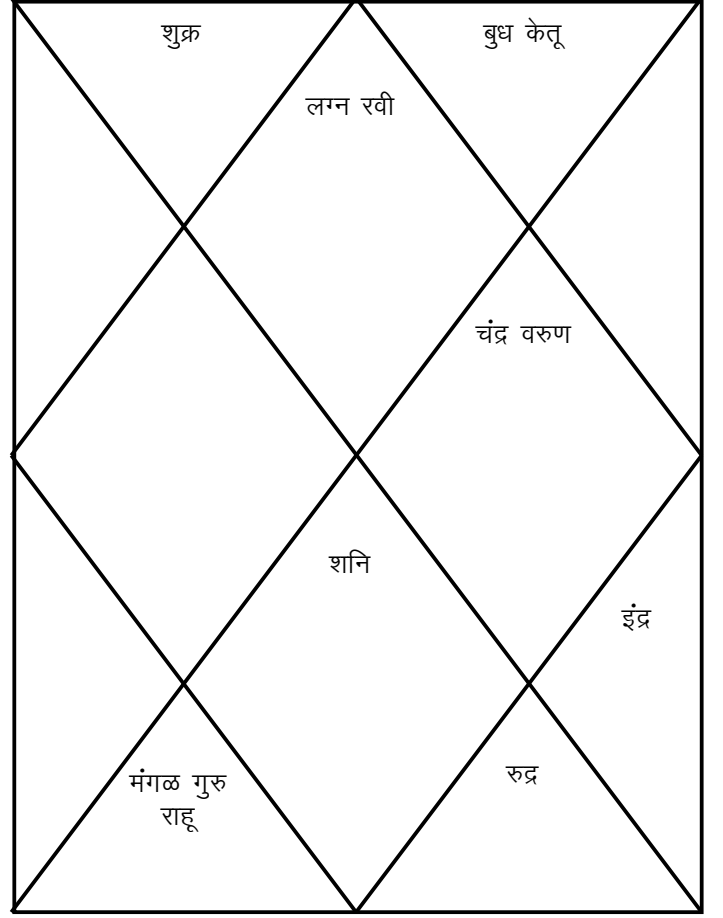 शुक्र
बुध केतू
लग्न रवी
चंद्र वरुण
शनि
इंद्र
रुद्र
मंगळ गुरु
राहू